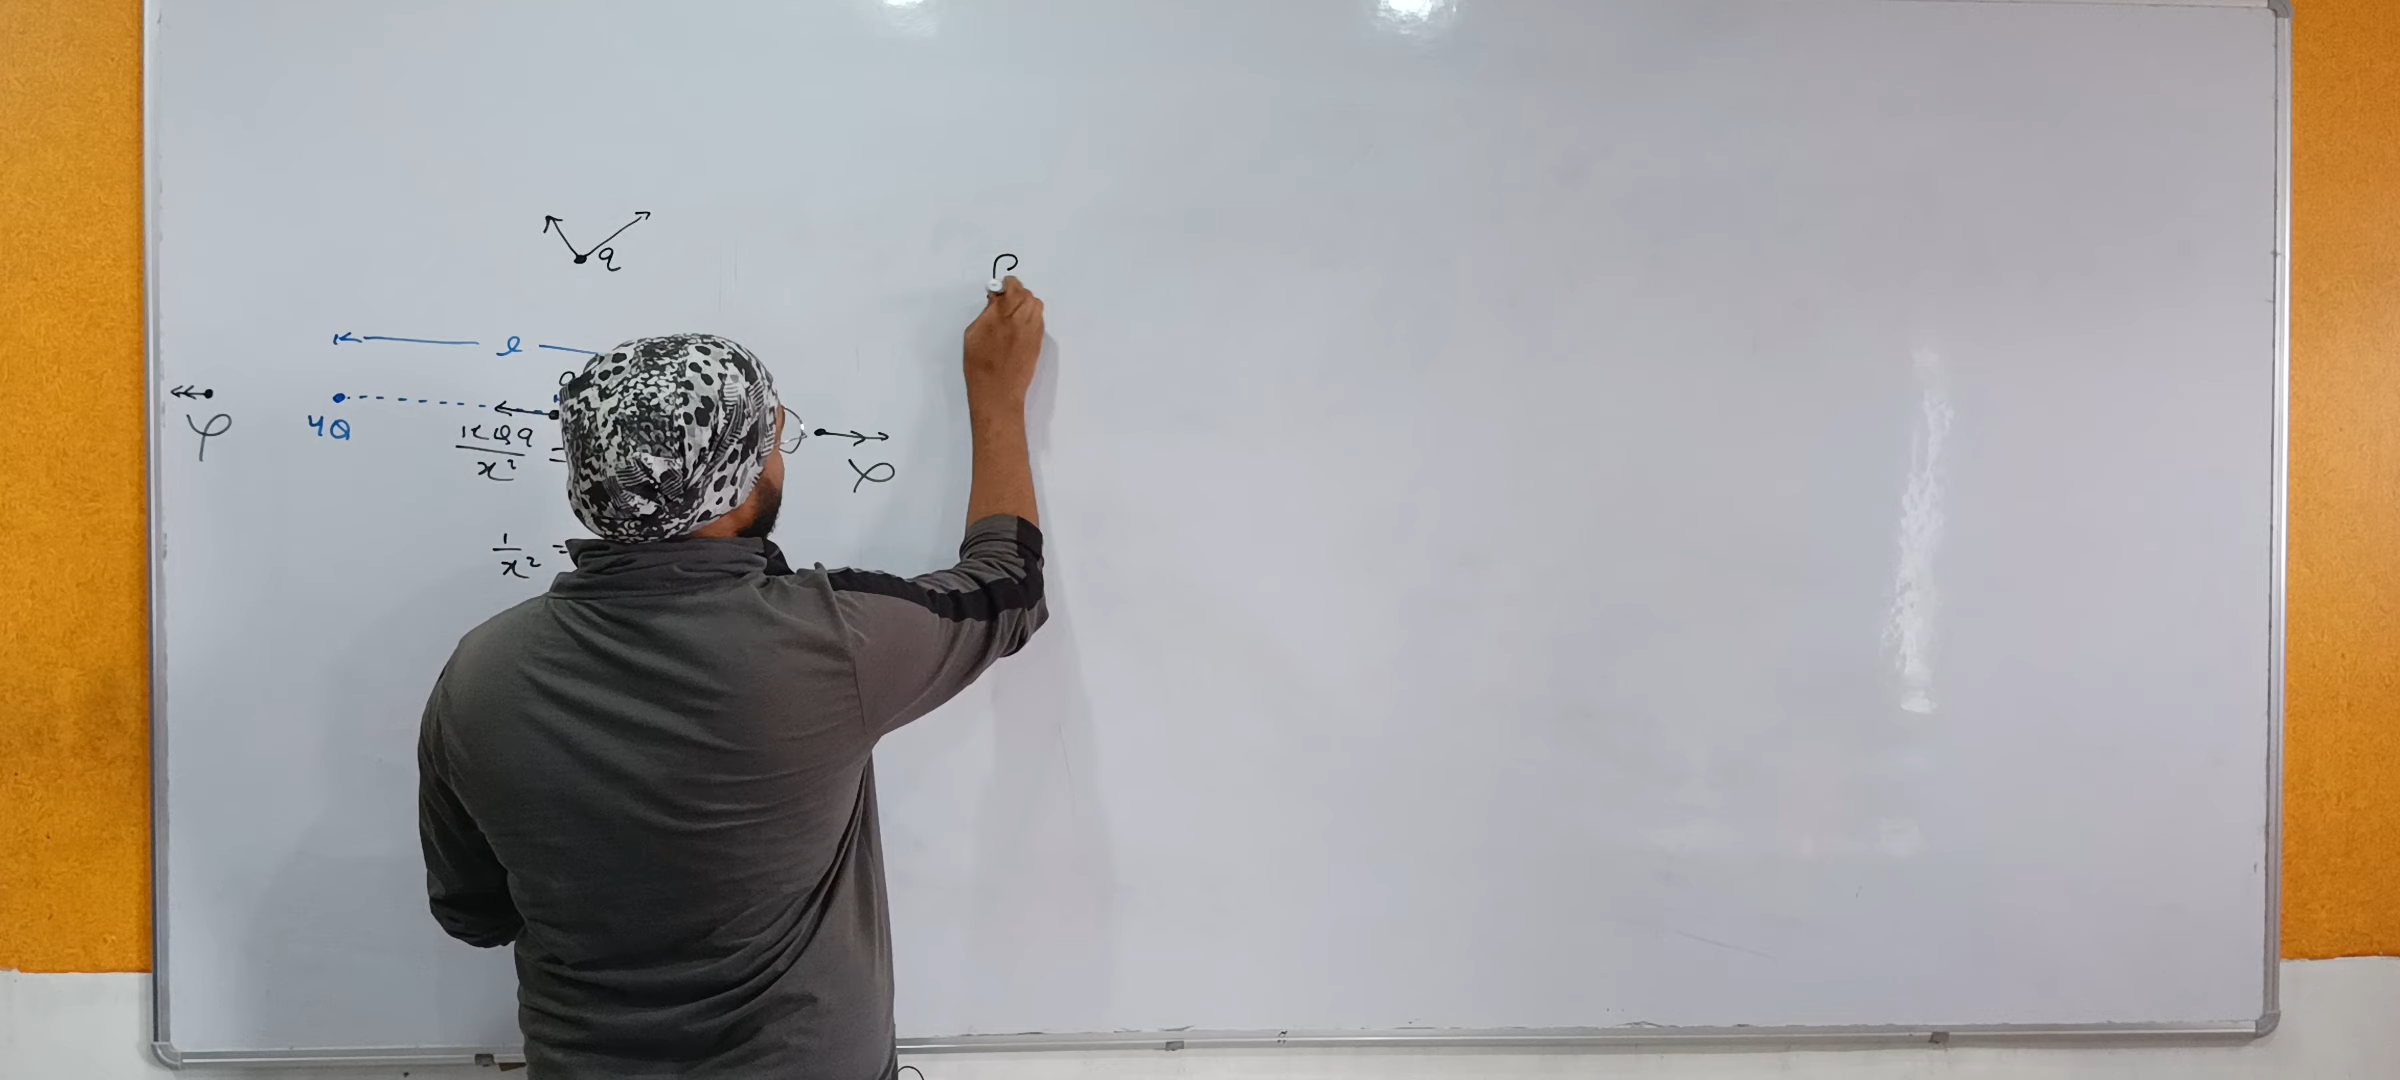 q
l
4Q
KQq
x² =
1
x² =